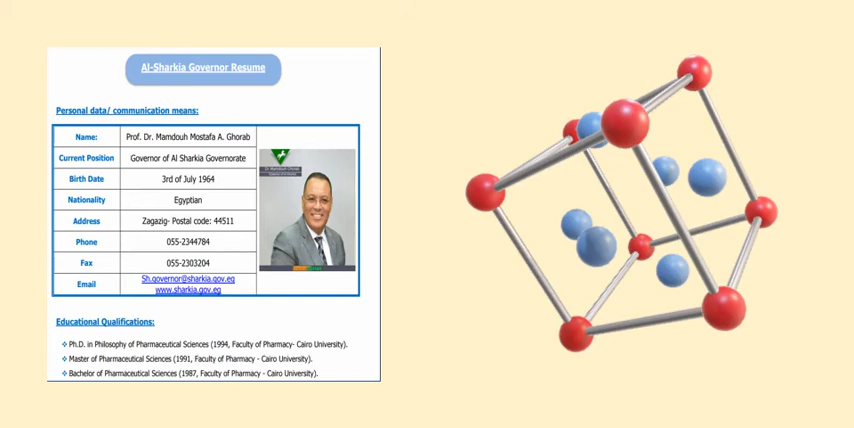 Al-Sharkia Governor Resume
Personal data/ communication means:
Name: Prof. Dr. Mamdouh Mostafa A. Ghorab
Current Position Governor of Al Sharkia Governorate
Birth Date 3rd of July 1964
Nationality Egyptian
Address Zagazig- Postal code: 44511
Phone 055-2344784
Fax 055-2303204
Email Sh.governor@sharkia.gov.eg
www.sharkia.gov.eg
Dr. Mamdouh Ghorab
Educational Qualifications:
Ph.D. in Philosophy of Pharmaceutical Sciences (1994, Faculty of Pharmacy- Cairo University).
Master of Pharmaceutical Sciences (1991, Faculty of Pharmacy - Cairo University).
Bachelor of Pharmaceutical Sciences (1987, Faculty of Pharmacy - Cairo University).